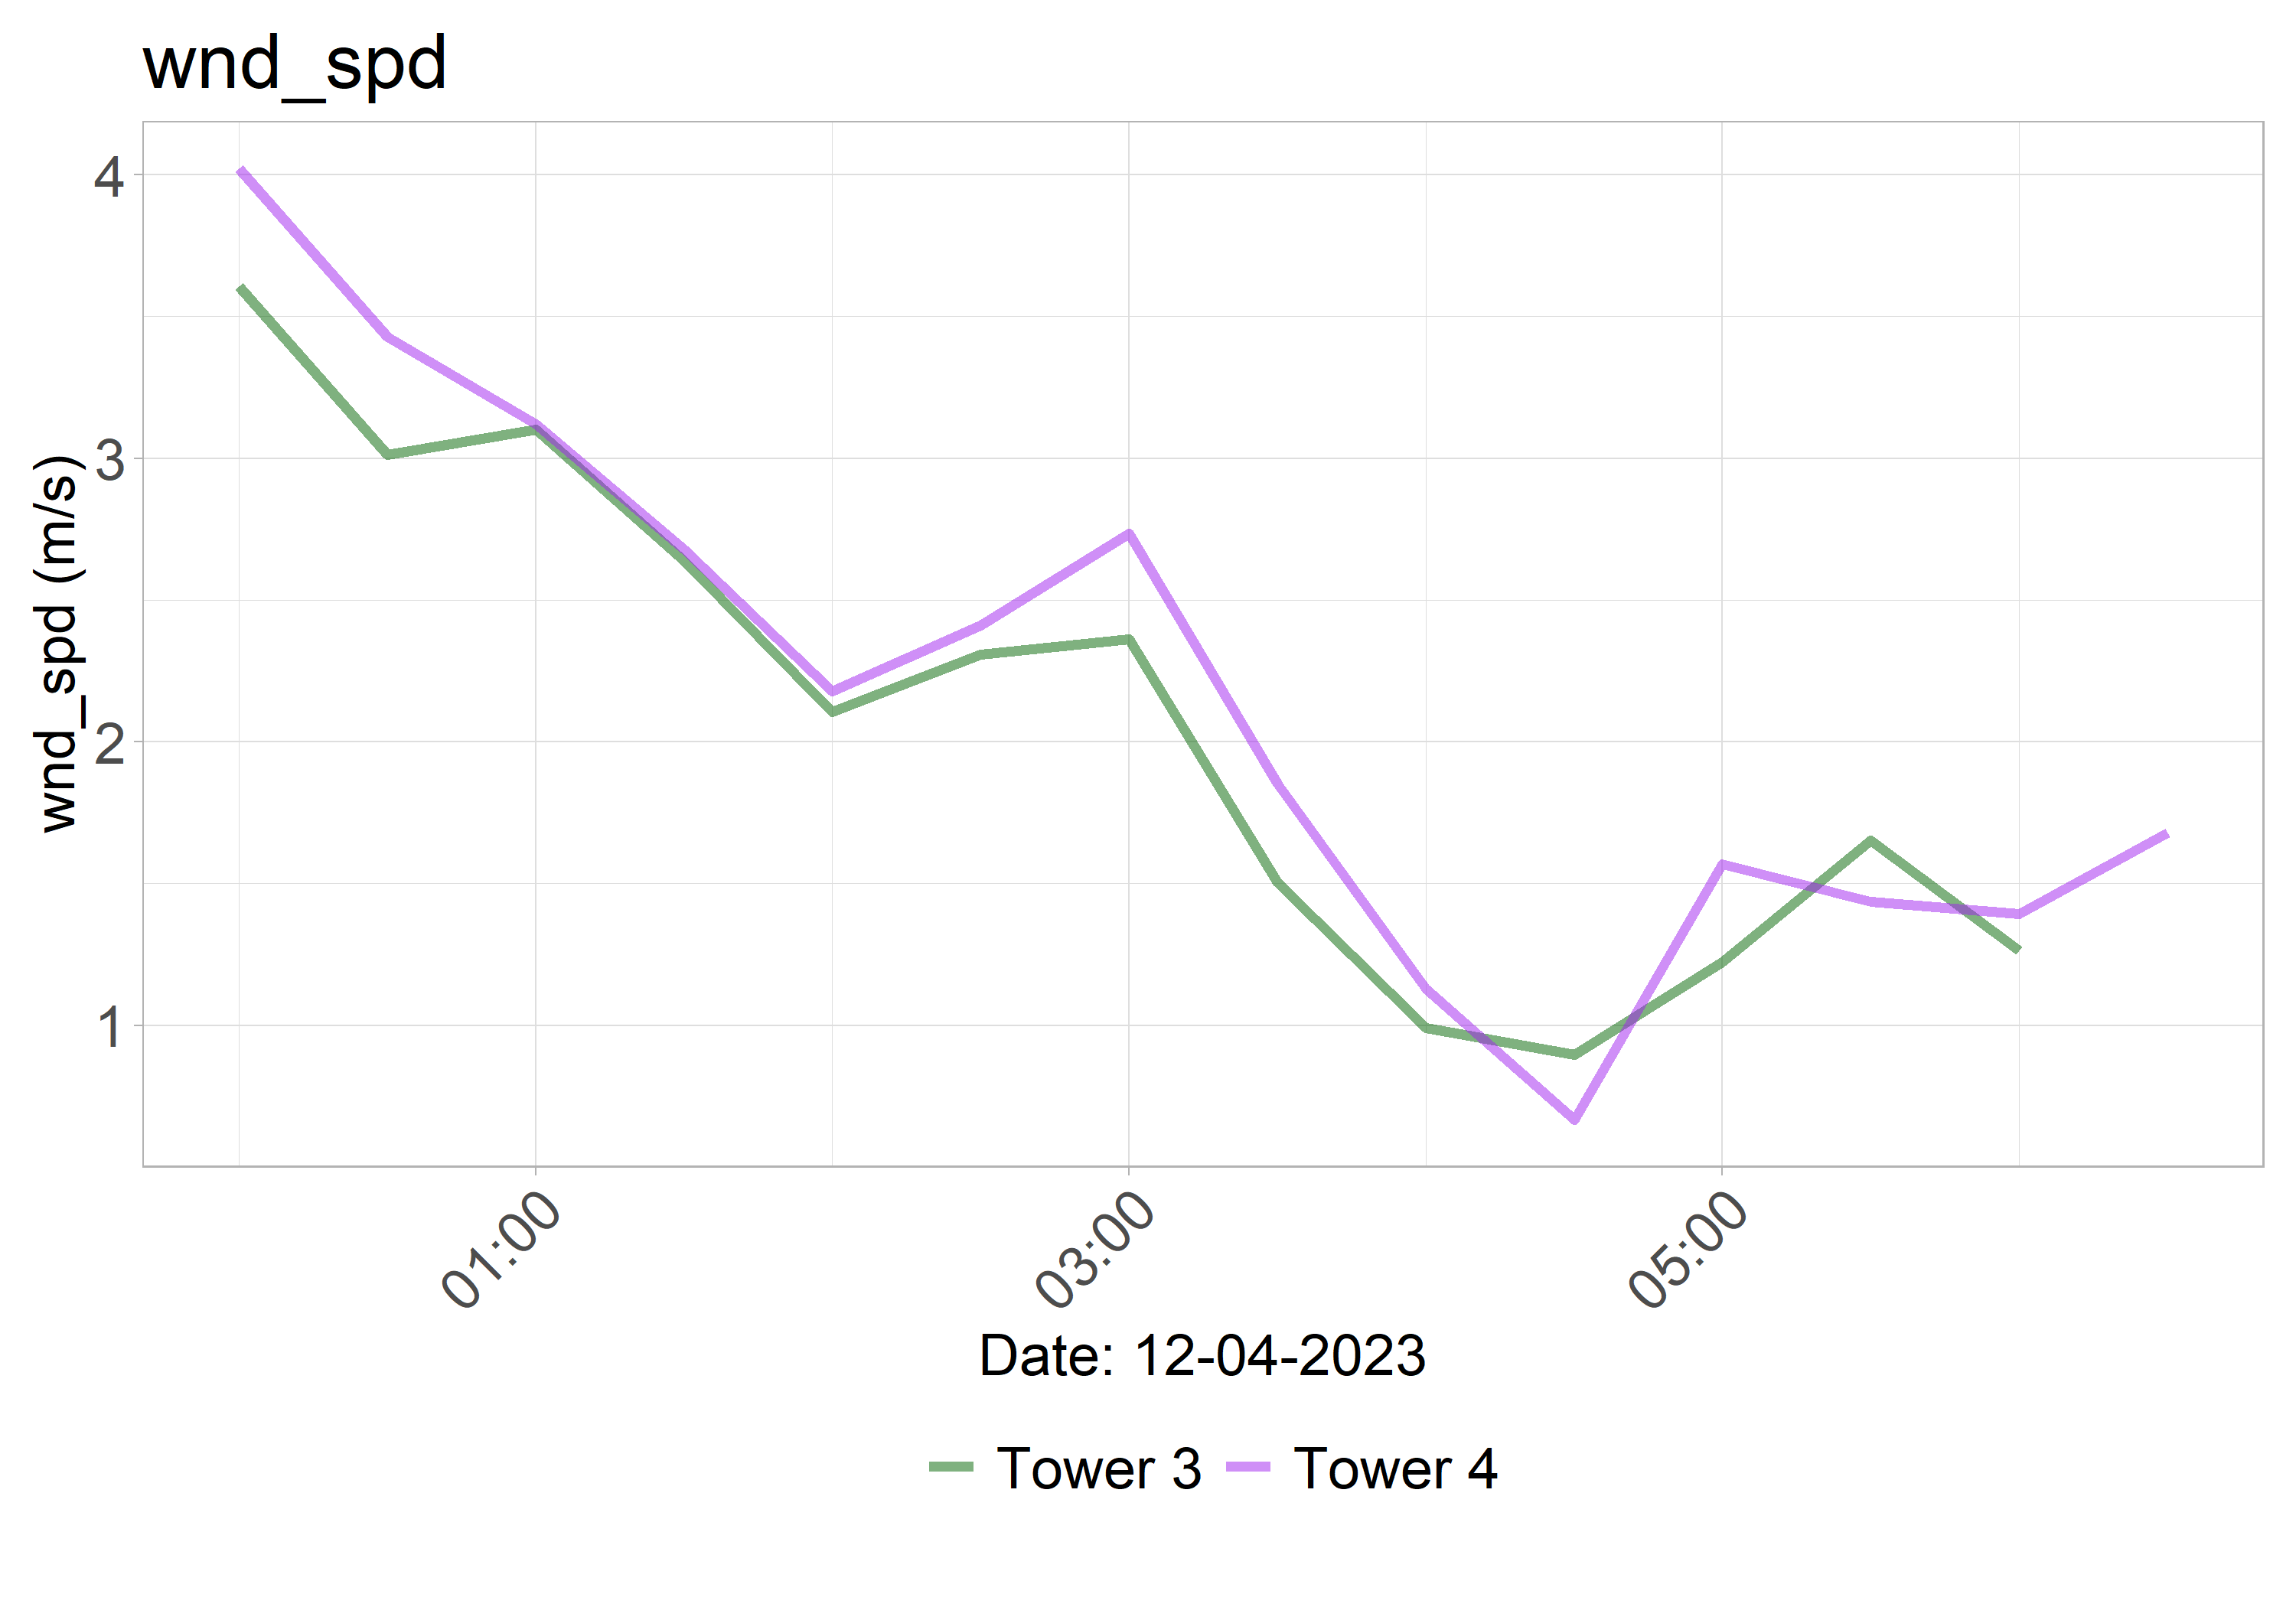 wnd_spd
wnd_spd (m/s)
4
3
2
1
01:00
03:00
05:00
Date: 12-04-2023
Tower 3
Tower 4